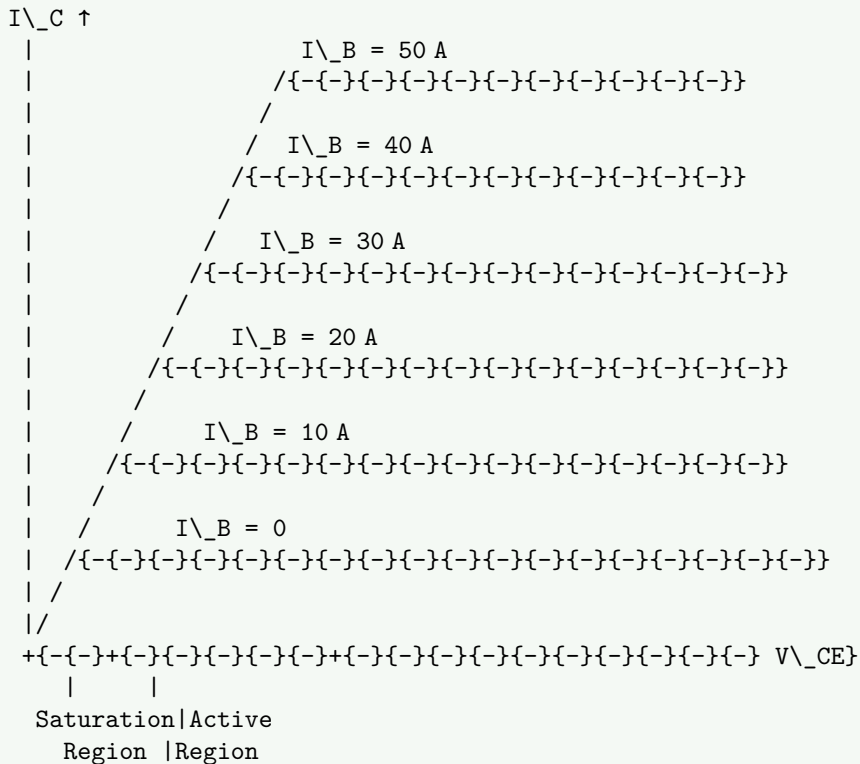 I\_C ↑
|                    I\_B = 50 A
|                  /{-{-}{-}{-}{-}{-}{-}{-}{-}{-}{-}}
|                 /
|                /  I\_B = 40 A
|               /{-{-}{-}{-}{-}{-}{-}{-}{-}{-}{-}{-}}
|              /
|             /   I\_B = 30 A
|            /{-{-}{-}{-}{-}{-}{-}{-}{-}{-}{-}{-}{-}{-}}
|           /
|          /    I\_B = 20 A
|         /{-{-}{-}{-}{-}{-}{-}{-}{-}{-}{-}{-}{-}{-}{-}}
|        /
|       /     I\_B = 10 A
|      /{-{-}{-}{-}{-}{-}{-}{-}{-}{-}{-}{-}{-}{-}{-}{-}}
|     /
|    /      I\_B = 0
|   /{-{-}{-}{-}{-}{-}{-}{-}{-}{-}{-}{-}{-}{-}{-}{-}{-}{-}}
|  /
|/
+{-{-}+{-}{-}{-}{-}{-}+{-}{-}{-}{-}{-}{-}{-}{-}{-}{-} V\_CE}
|     |
Saturation|Active
Region |Region